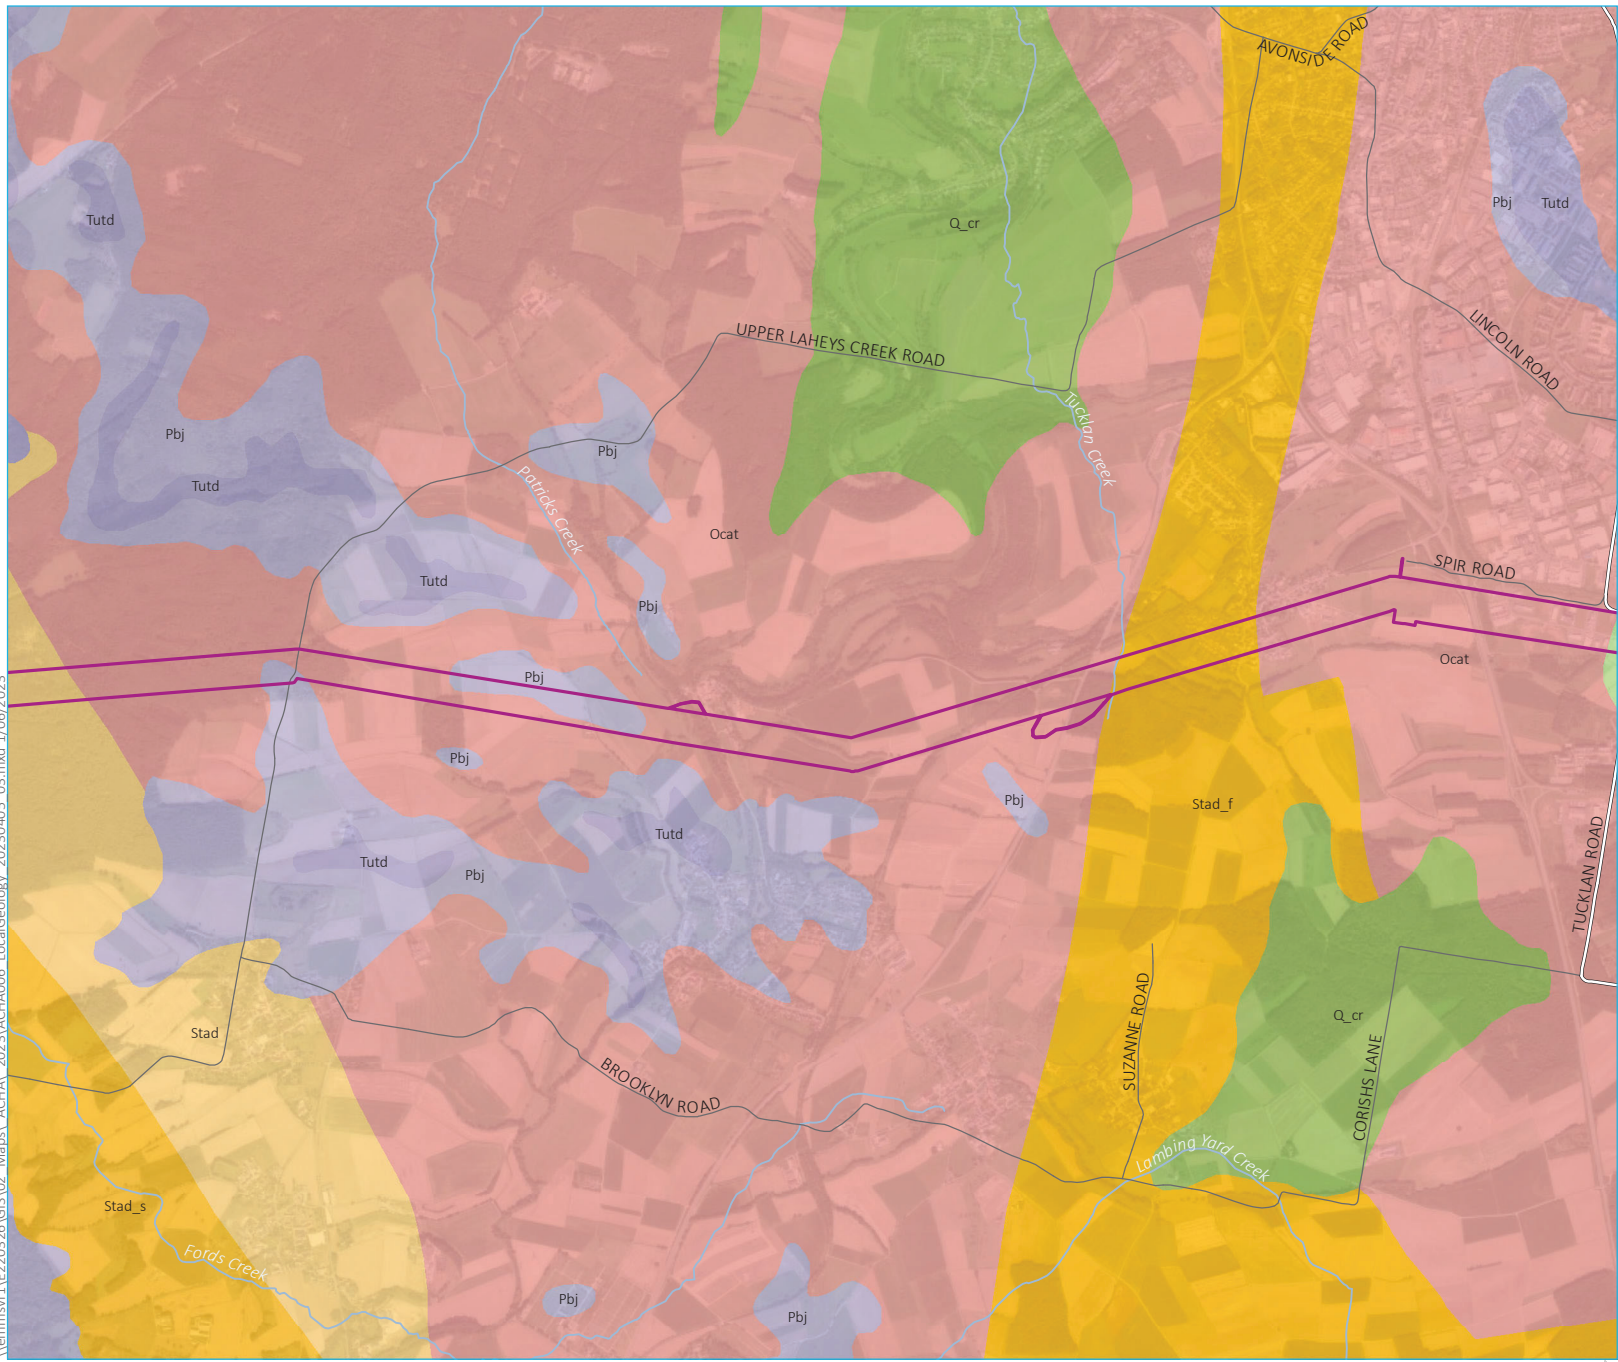 AVONSIDE ROAD
Tutd
Pbj
Tutd
Q_cr
LINCOLN ROAD
UPPER LAHEYS CREEK ROAD
Pbj
Pbj
Tucklan Creek
Tutd
Patricks Creek
Ocat
SPIR ROAD
Tutd
Pbj
Ocat
Pbj
Pbj
Pbj
Stad_f
Tutd
TUCKLAN ROAD
Tutd
Pbj
SUZANNE ROAD
Q_cr
Stad
CORISHS LANE
BROOKLYN ROAD
Lambing Yard Creek
Stad_s
Fords Creek
Pbj
Pbj